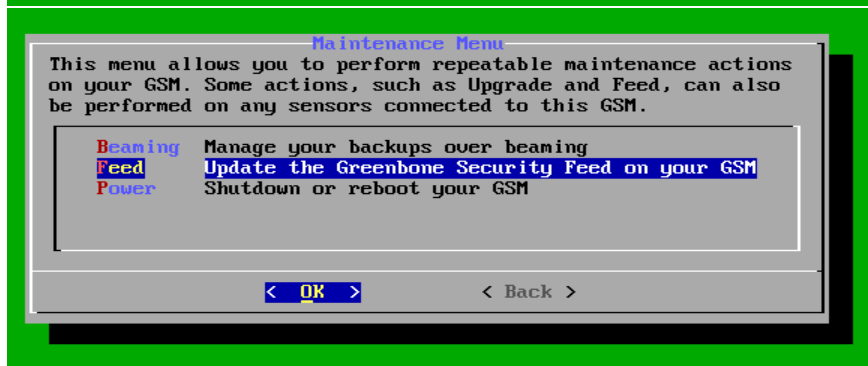 Maintenance Menu
This menu allows you to perform repeatable maintenance actions
on your GSM. Some actions, such as Upgrade and Feed, can also
be performed on any sensors connected to this GSM.
Beaming Manage your backups over beaming
Feed Update the Greenbone Security Feed on your GSM
Power Shutdown or reboot your GSM
< OK > < Back >